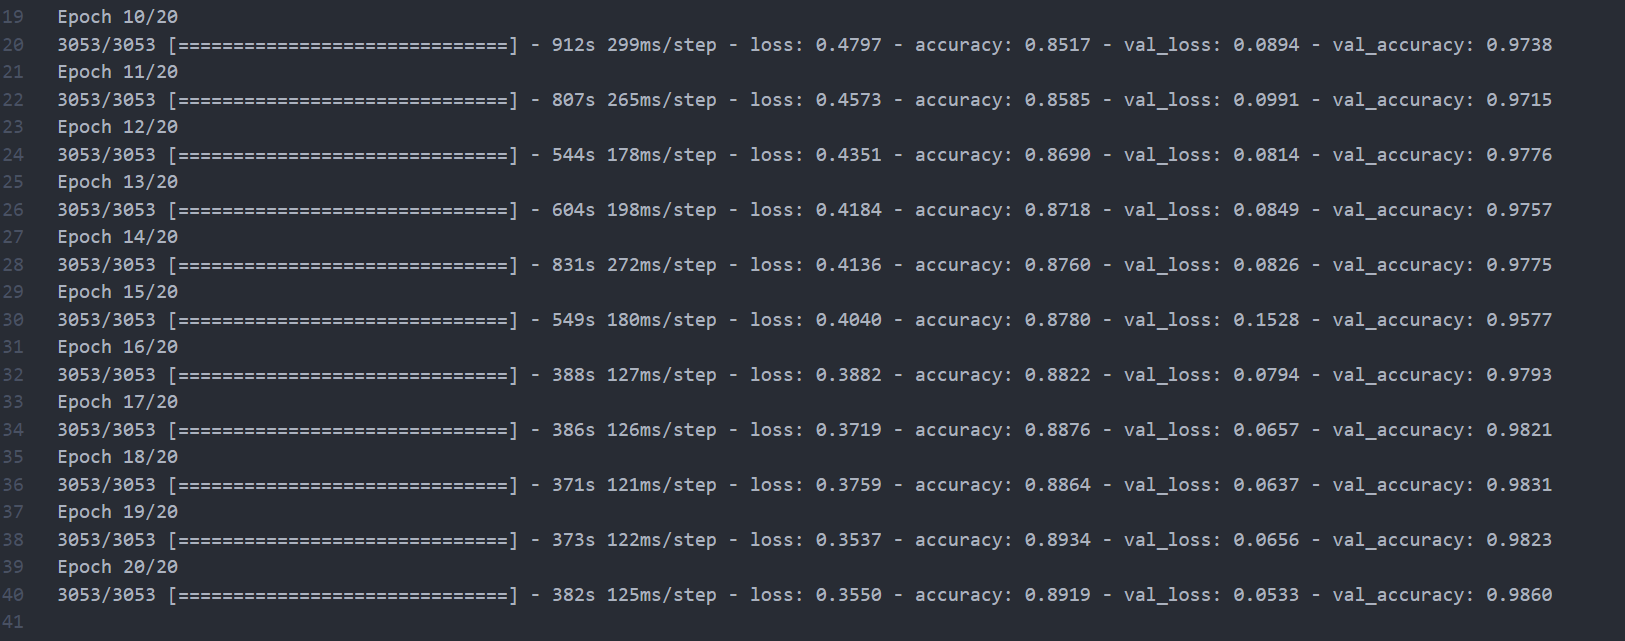 19 Epoch 10/20
20 3053/3053 [==============================] - 912s 299ms/step - loss: 0.4797 - accuracy: 0.8517 - val_loss: 0.0894 - val_accuracy: 0.9738
21 Epoch 11/20
22 3053/3053 [==============================] - 807s 265ms/step - loss: 0.4573 - accuracy: 0.8585 - val_loss: 0.0991 - val_accuracy: 0.9715
23 Epoch 12/20
24 3053/3053 [==============================] - 544s 178ms/step - loss: 0.4351 - accuracy: 0.8690 - val_loss: 0.0814 - val_accuracy: 0.9776
25 Epoch 13/20
26 3053/3053 [==============================] - 604s 198ms/step - loss: 0.4184 - accuracy: 0.8718 - val_loss: 0.0849 - val_accuracy: 0.9757
27 Epoch 14/20
28 3053/3053 [==============================] - 831s 272ms/step - loss: 0.4136 - accuracy: 0.8760 - val_loss: 0.0826 - val_accuracy: 0.9775
29 Epoch 15/20
30 3053/3053 [==============================] - 549s 180ms/step - loss: 0.4040 - accuracy: 0.8780 - val_loss: 0.1528 - val_accuracy: 0.9577
31 Epoch 16/20
32 3053/3053 [==============================] - 388s 127ms/step - loss: 0.3882 - accuracy: 0.8822 - val_loss: 0.0794 - val_accuracy: 0.9793
33 Epoch 17/20
34 3053/3053 [==============================] - 386s 126ms/step - loss: 0.3719 - accuracy: 0.8876 - val_loss: 0.0657 - val_accuracy: 0.9821
35 Epoch 18/20
36 3053/3053 [==============================] - 371s 121ms/step - loss: 0.3759 - accuracy: 0.8864 - val_loss: 0.0637 - val_accuracy: 0.9831
37 Epoch 19/20
38 3053/3053 [==============================] - 373s 122ms/step - loss: 0.3537 - accuracy: 0.8934 - val_loss: 0.0656 - val_accuracy: 0.9823
39 Epoch 20/20
40 3053/3053 [==============================] - 382s 125ms/step - loss: 0.3550 - accuracy: 0.8919 - val_loss: 0.0533 - val_accuracy: 0.9860
41